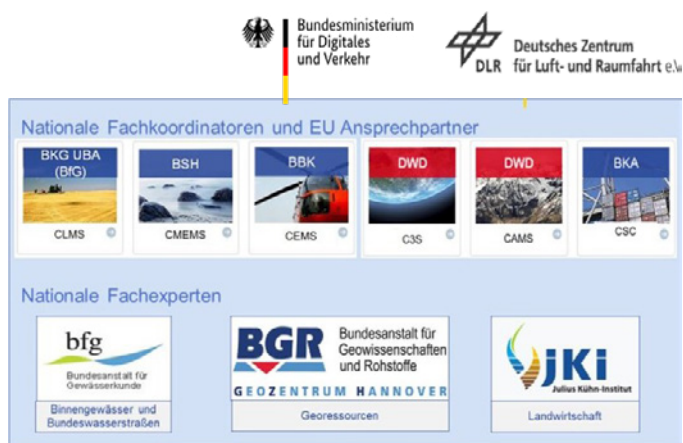 Bundesministerium
für Digitales
und Verkehr
DLR
Deutsches Zentrum
für Luft- und Raumfahrt e.V.
Nationale Fachkoordinatoren und EU Ansprechpartner
BKG UBA
(BfG)
BSH
BBK
DWD
DWD
BKA
CLMS
CMEMS
CEMS
C3S
CAMS
CSC
Nationale Fachexperten
bfg
Bundesanstalt für
Gewässerkunde
Binnengewässer und
Bundeswasserstraßen
BGR
Bundesanstalt für
Geowissenschaften
und Rohstoffe
GEOZENTRUM HANNOVER
Georessourcen
JKi
Julius Kühn-Institut
Landwirtschaft